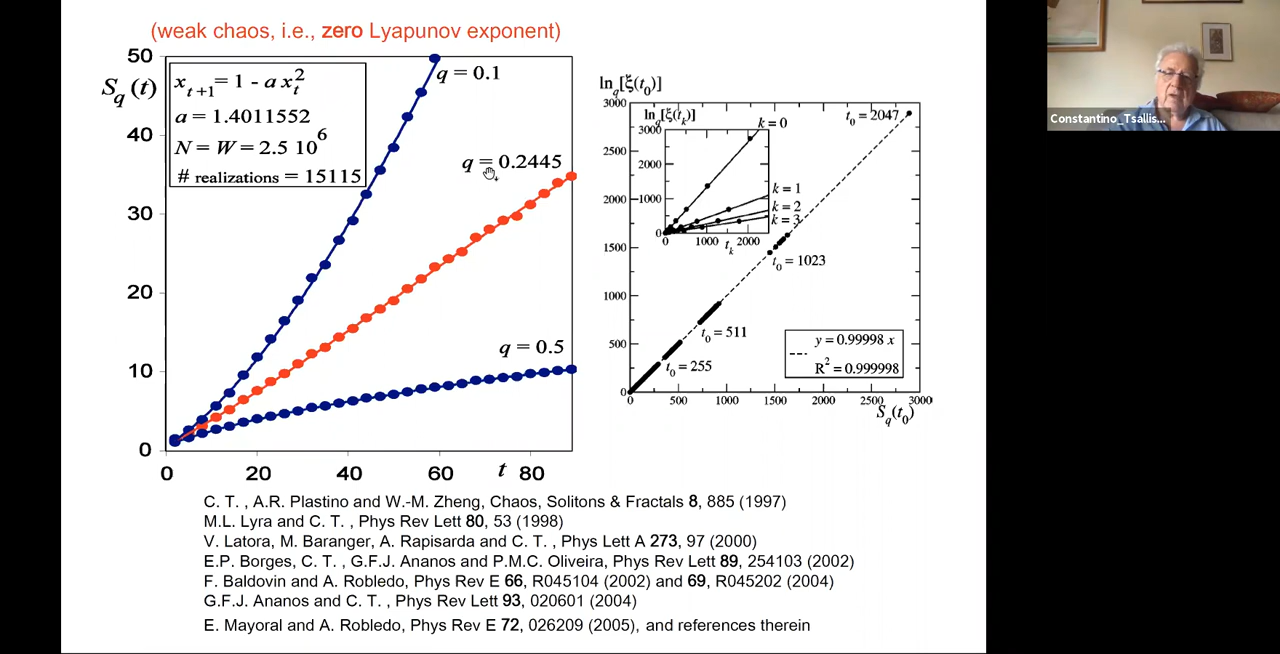 (weak chaos, i.e., zero Lyapunov exponent)
S_q (t)
50
40
30
20
10
0
x_{t+1} = 1 - a x_t^2
a = 1.4011552
N = W = 2.5 10^6
# realizations = 15115
q = 0.1
q = 0.2445
q = 0.5
0 20 40 60 t 80
ln_q[ξ(t_0)]
3000
2500
2000
1500
1000
500
0
ln_q[ξ(t_k)]
3000
2000
1000
0
k = 0
k = 1
k = 2
k = 3
0 1000 2000
t_k
t_0 = 2047
t_0 = 1023
t_0 = 511
t_0 = 255
y = 0.99998 x
R^2 = 0.999998
0 500 1000 1500 2000 2500 3000
S_q(t_0)
C. T. , A.R. Plastino and W.-M. Zheng, Chaos, Solitons & Fractals 8, 885 (1997)
M.L. Lyra and C. T. , Phys Rev Lett 80, 53 (1998)
V. Latora, M. Baranger, A. Rapisarda and C. T. , Phys Lett A 273, 97 (2000)
E.P. Borges, C. T. , G.F.J. Ananos and P.M.C. Oliveira, Phys Rev Lett 89, 254103 (2002)
F. Baldovin and A. Robledo, Phys Rev E 66, R045104 (2002) and 69, R045202 (2004)
G.F.J. Ananos and C. T. , Phys Rev Lett 93, 020601 (2004)
E. Mayoral and A. Robledo, Phys Rev E 72, 026209 (2005), and references therein
Constantino_Tsallis...